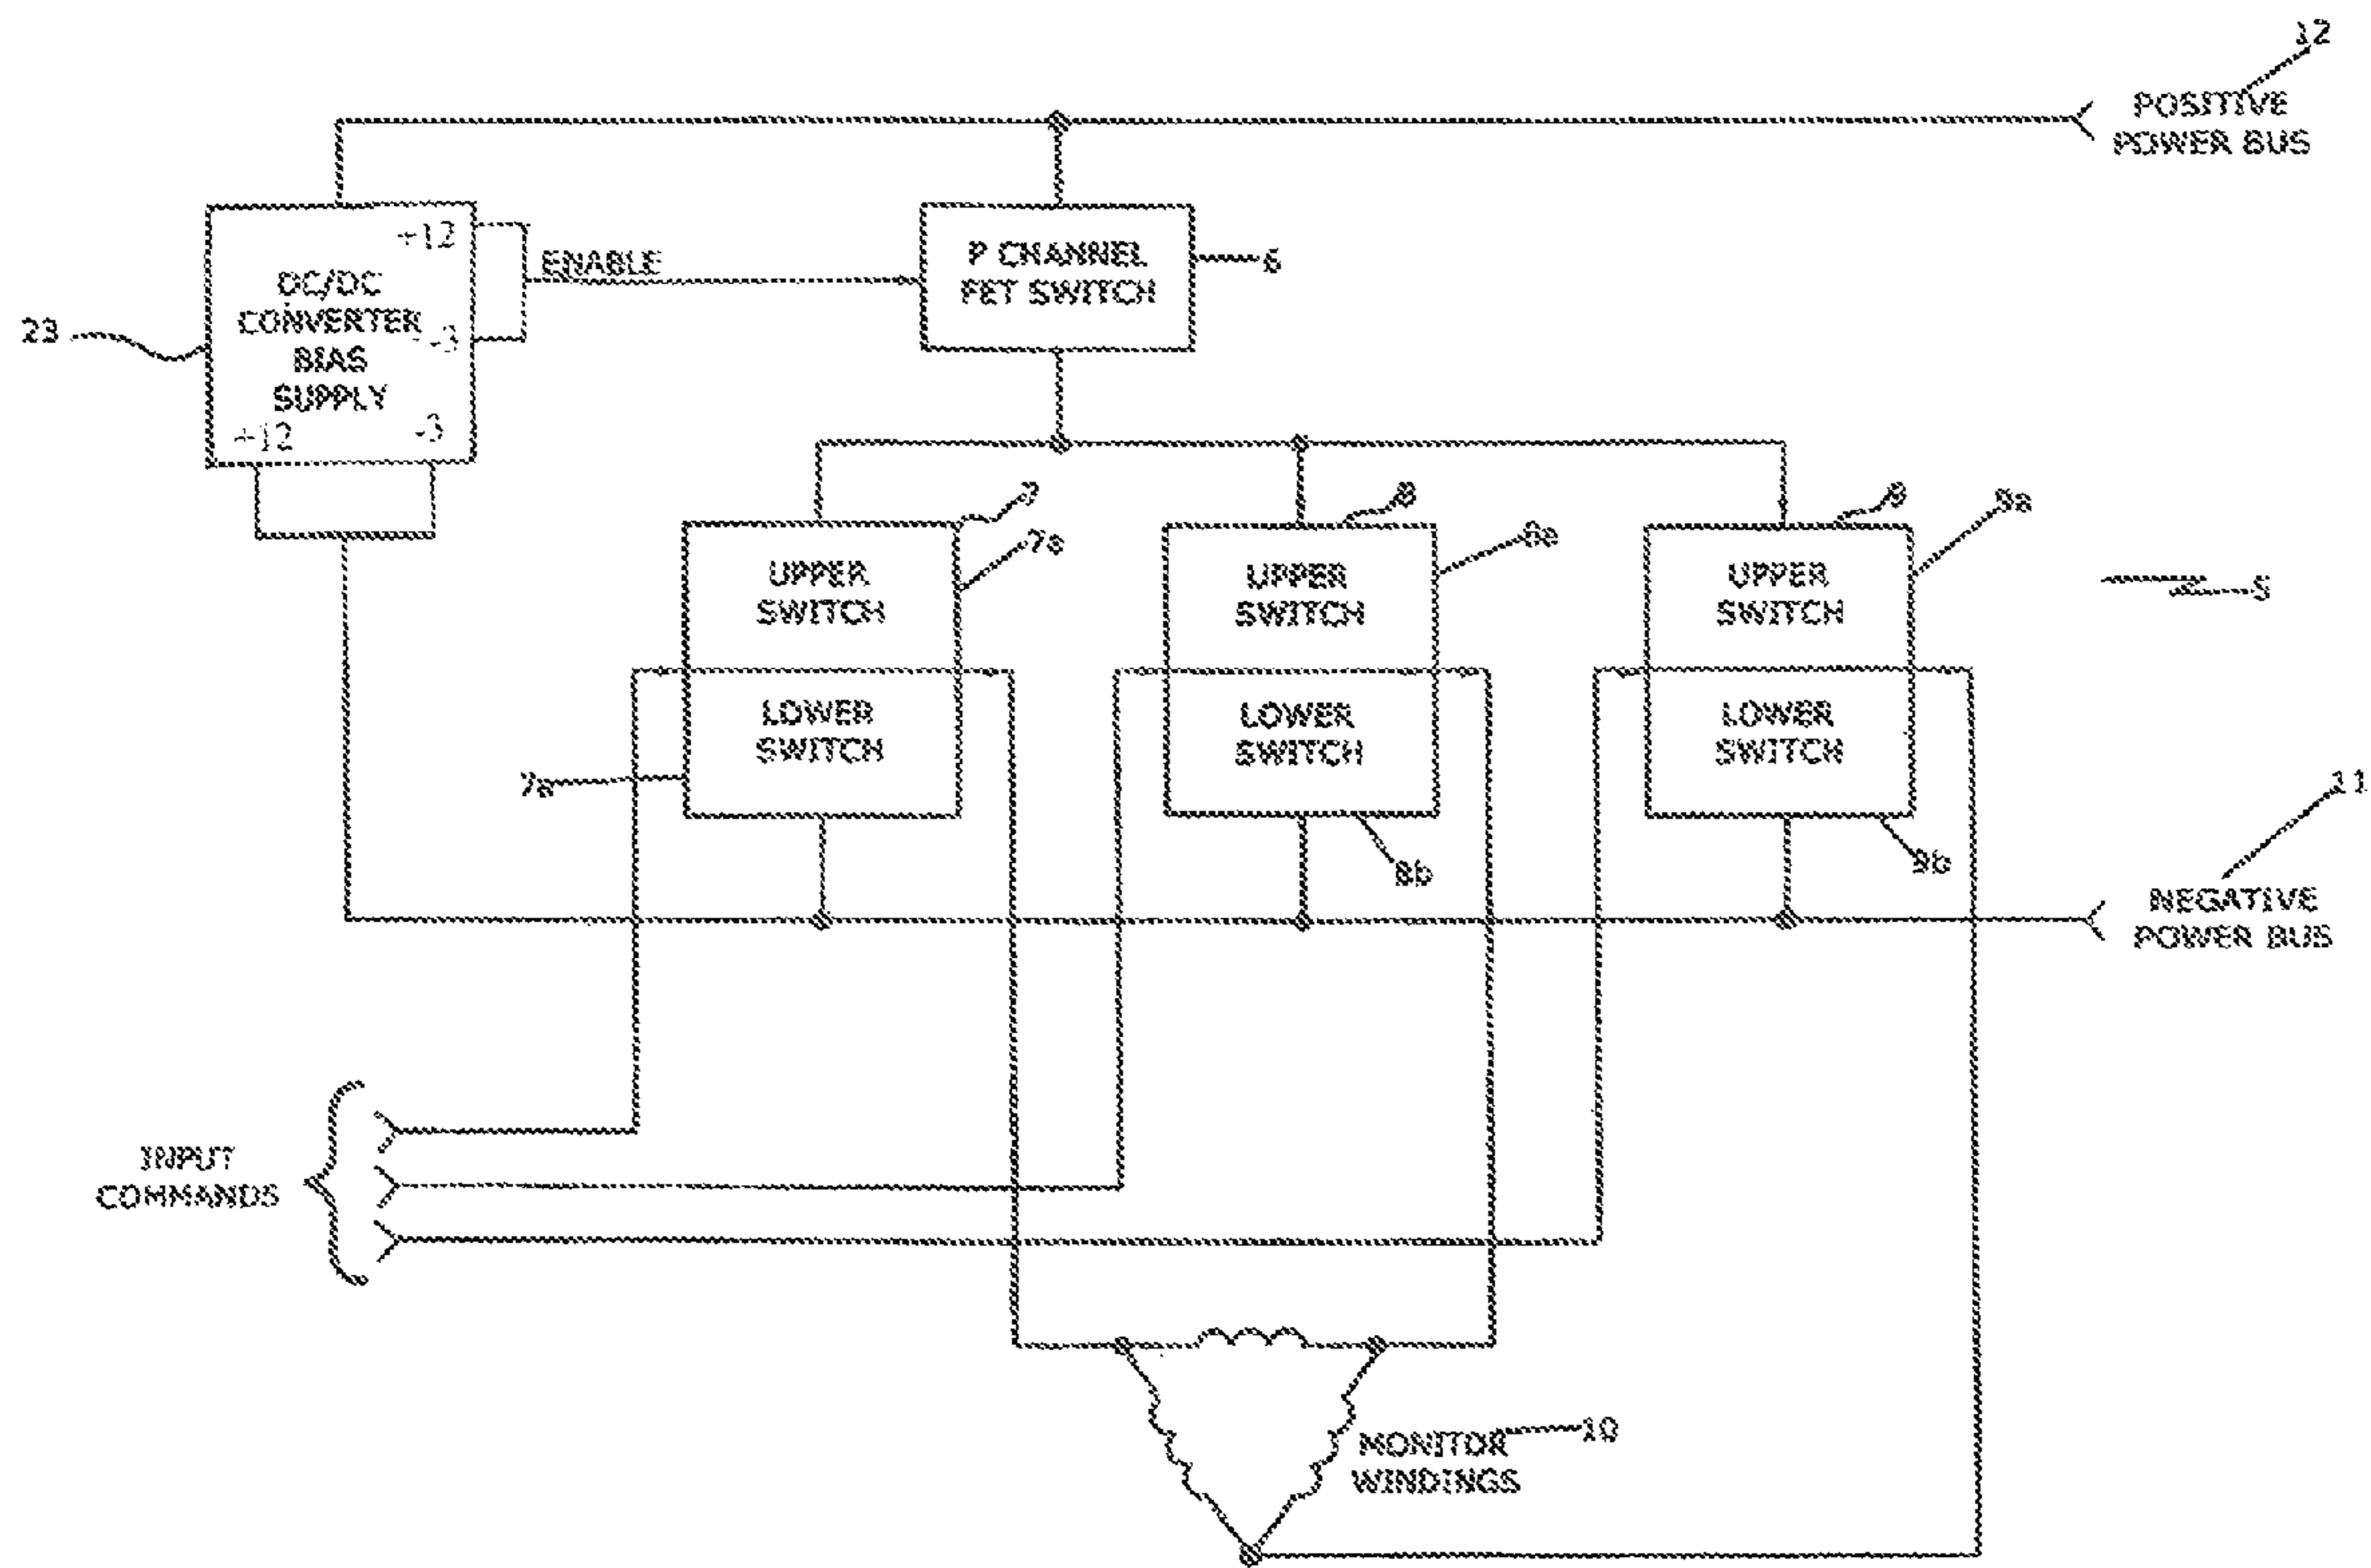 12
POSITIVE
POWER BUS
+12
ENABLE
P CHANNEL
FET SWITCH
6
DC/DC
CONVERTER
-3
BIAS
SUPPLY
23
+12
-3
7
8
9
9a
UPPER
SWITCH
UPPER
SWITCH
8a
UPPER
SWITCH
5
LOWER
SWITCH
LOWER
SWITCH
LOWER
SWITCH
7a
8b
9b
11
NEGATIVE
POWER BUS
INPUT
COMMANDS
MONITOR
WINDINGS
10